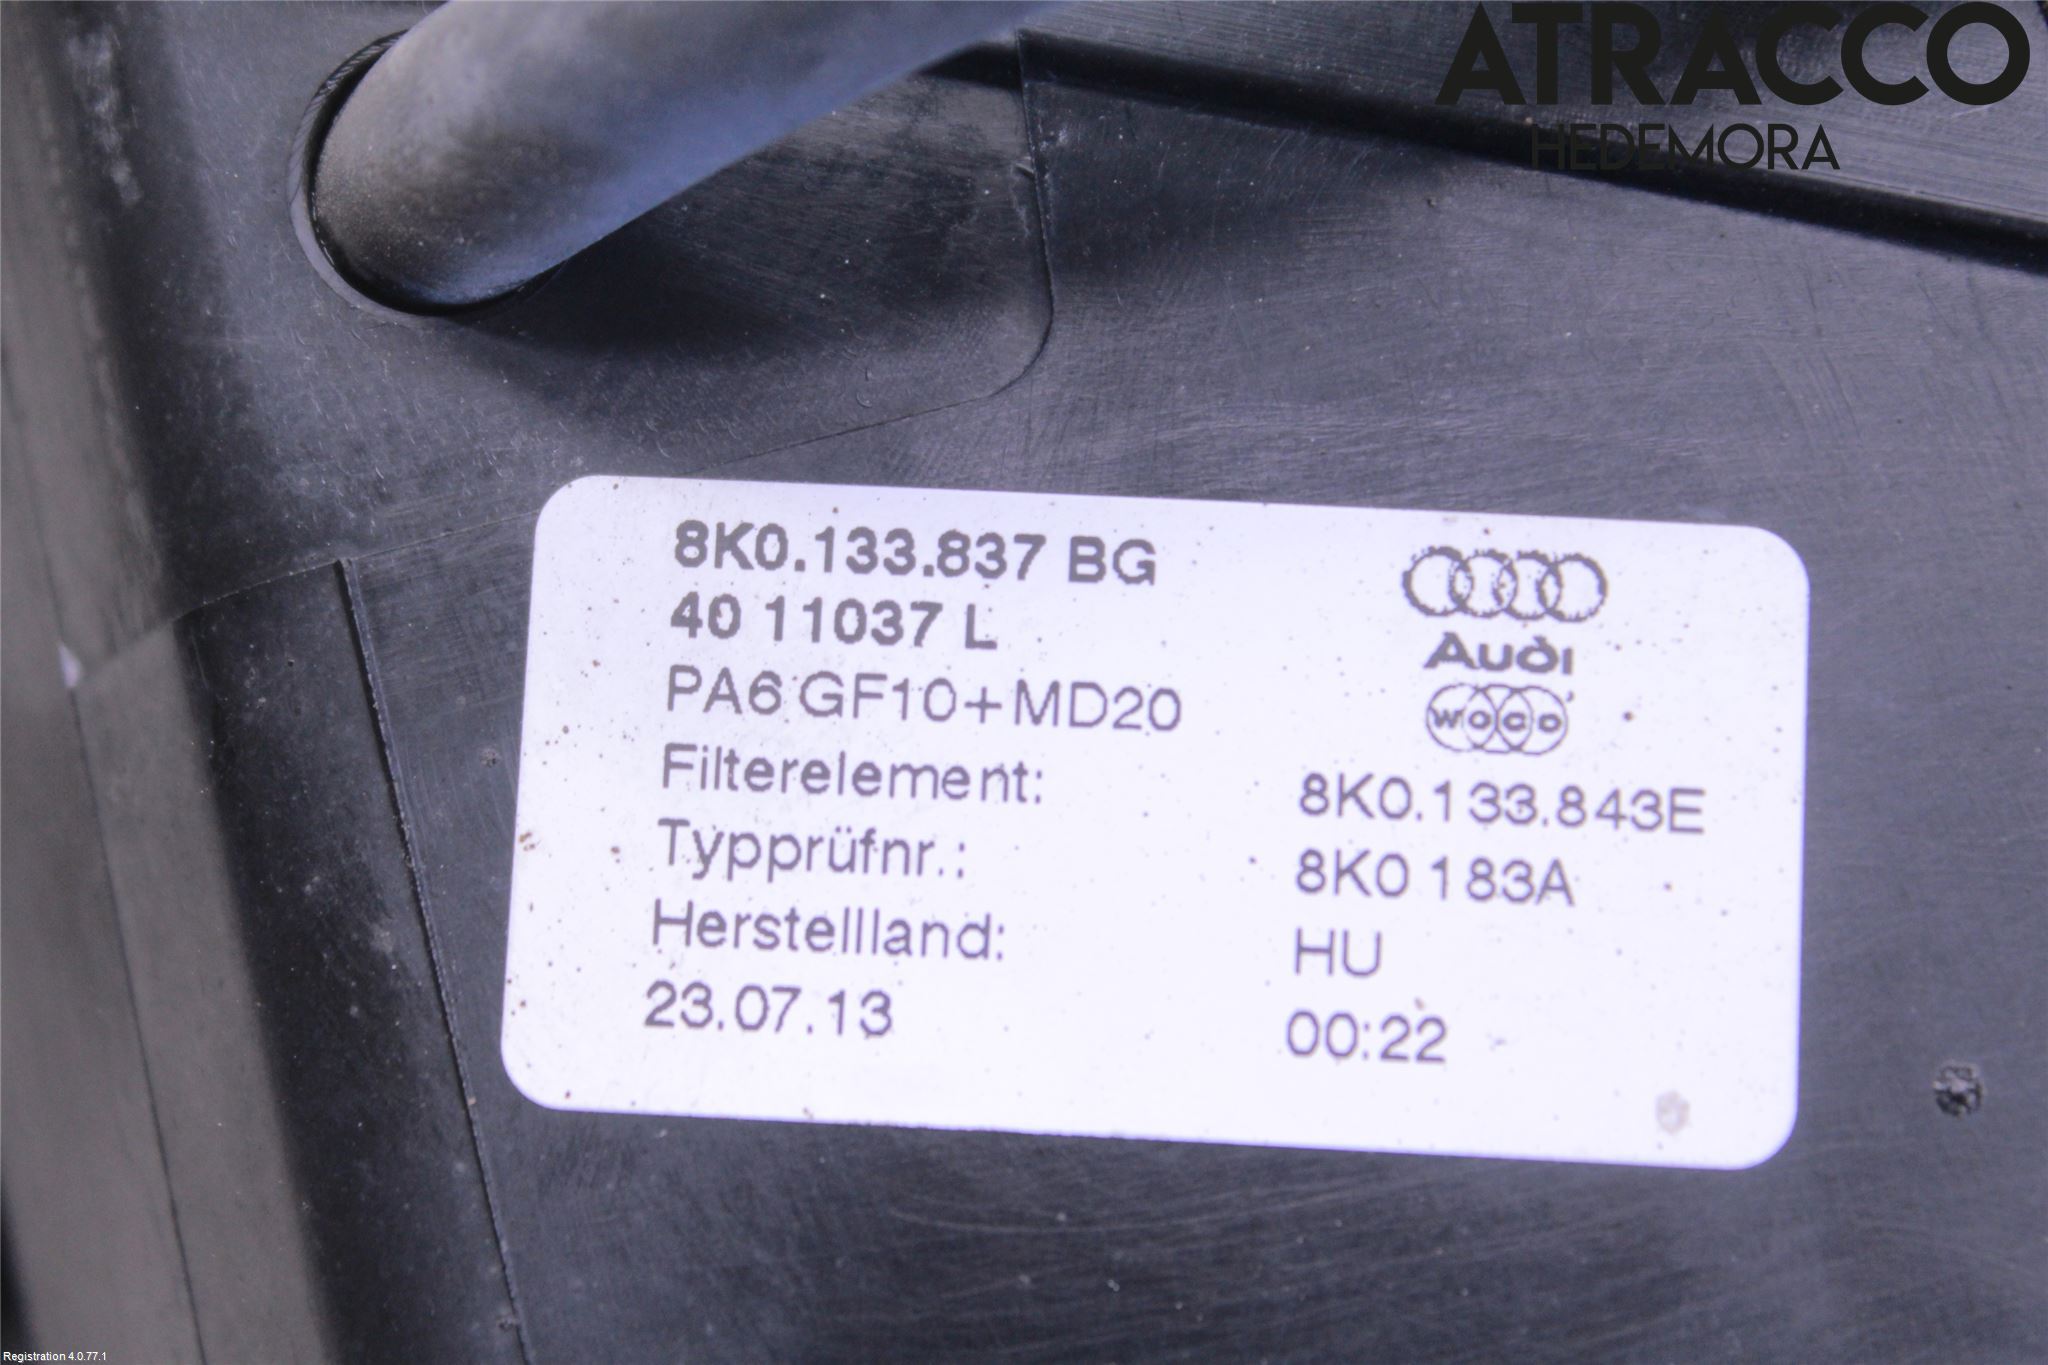 ATRACCO
HEDEMORA
8K0.133.837 BG
40 11037 L
PA6 GF10+MD20
Audi
WOCO
Filterelement: 8K0.133.843E
Typprüfnr.: 8K0 183A
Herstellland: HU
23.07.13 00:22
Registration 4.0.77.1